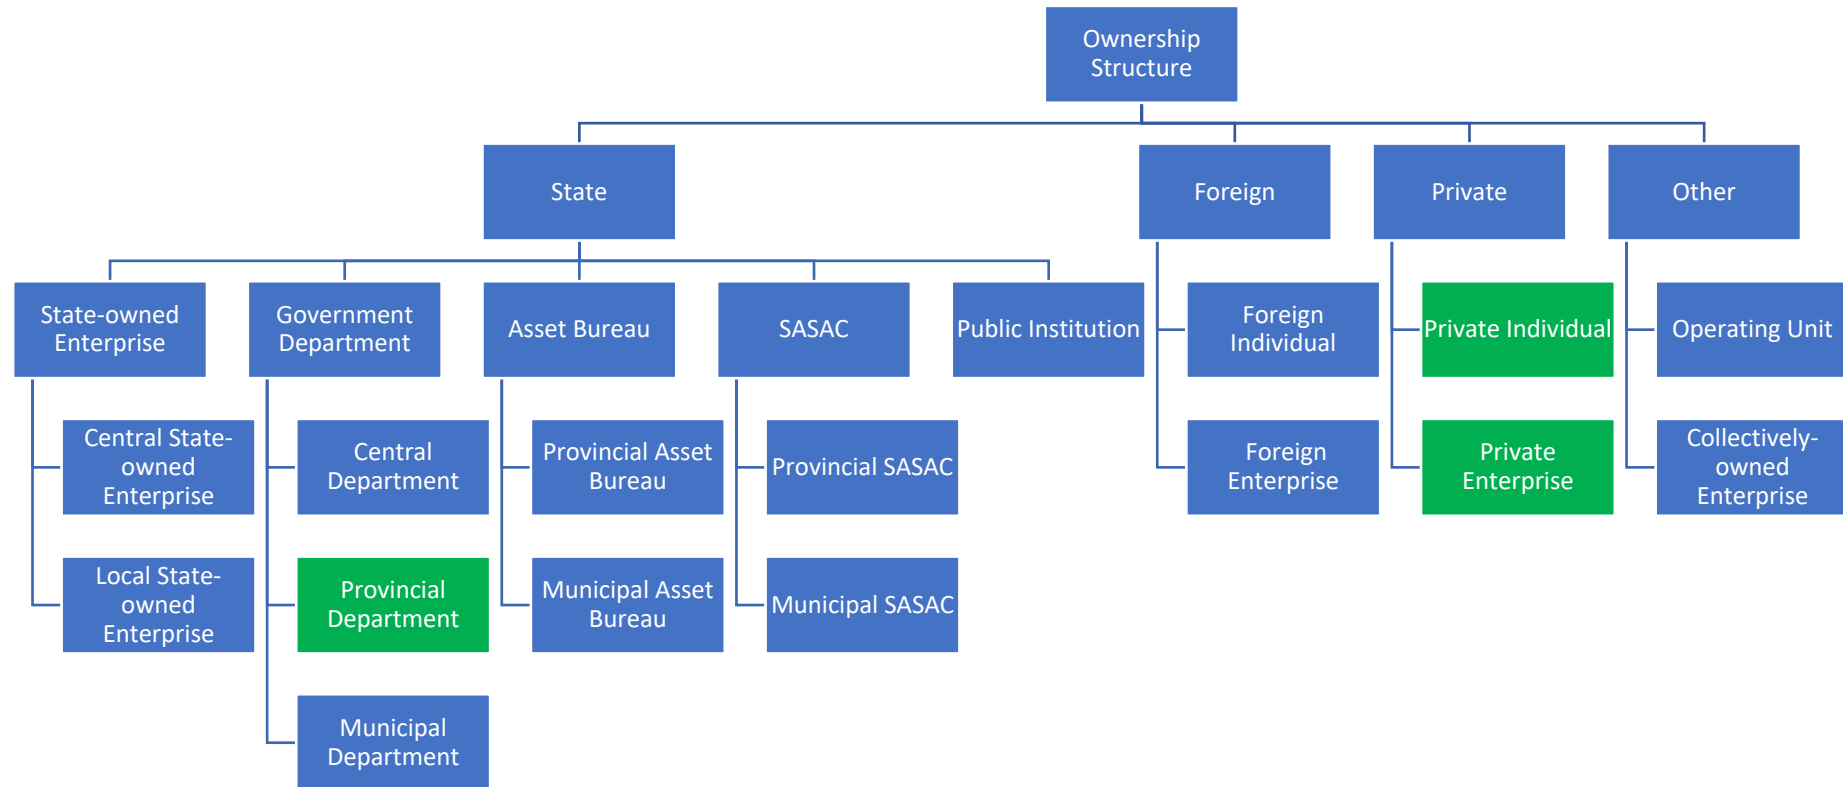 Ownership
Structure
State
Foreign
Private
Other
State-owned
Enterprise
Government
Department
Asset Bureau
SASAC
Public Institution
Foreign
Individual
Private Individual
Operating Unit
Central State-
owned
Enterprise
Central
Department
Provincial Asset
Bureau
Provincial SASAC
Foreign
Enterprise
Private
Enterprise
Collectively-
owned
Enterprise
Local State-
owned
Enterprise
Provincial
Department
Municipal Asset
Bureau
Municipal SASAC
Municipal
Department